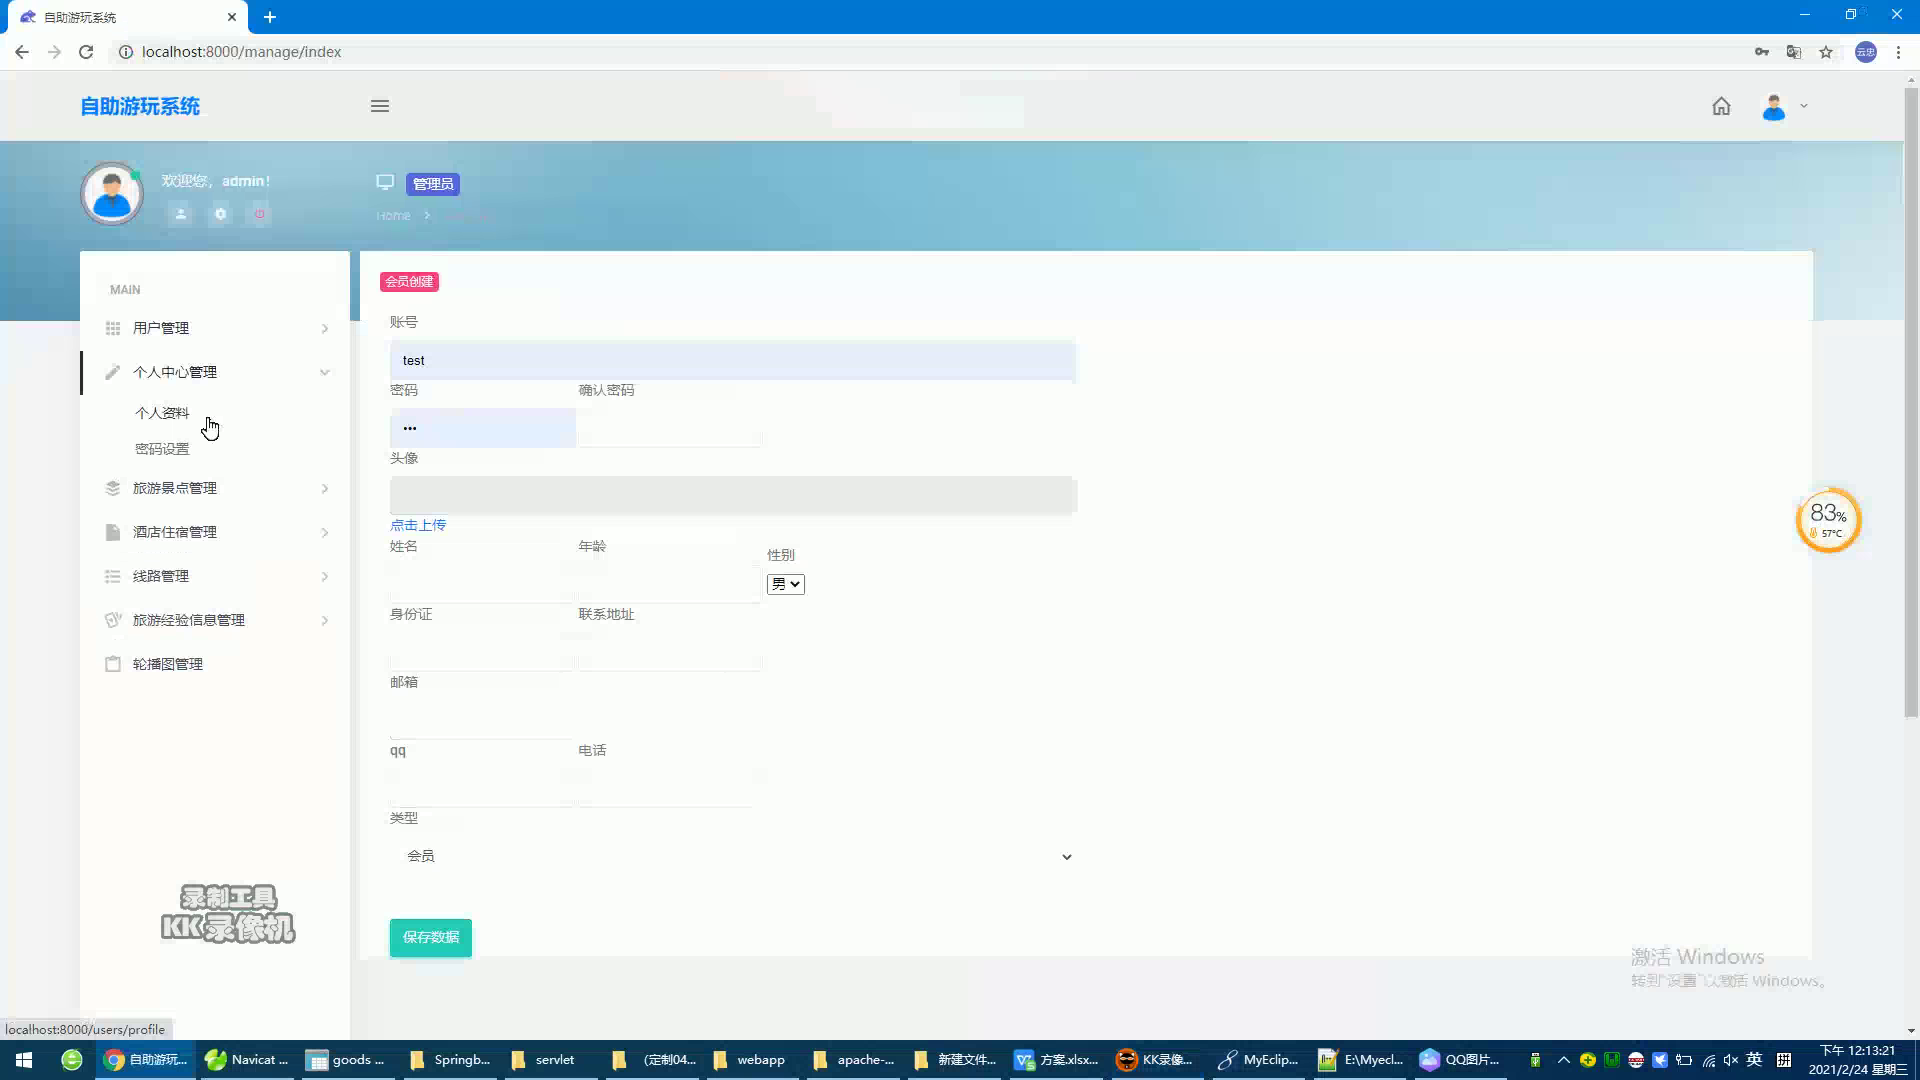 自助游玩系统
localhost:8000/manage/index
云忠
自助游玩系统
欢迎您，admin！
管理员
Home
MAIN
用户管理
个人中心管理
个人资料
密码设置
旅游景点管理
酒店住宿管理
线路管理
旅游经验信息管理
轮播图管理
会员创建
账号
test
密码 确认密码
•••
头像
点击上传
姓名 年龄 性别
男
身份证 联系地址
邮箱
qq 电话
类型
会员
保存数据
83%
57°C
录制工具
KK录像机
激活 Windows
转到"设置"以激活 Windows。
localhost:8000/users/profile
自助游玩... Navicat ... goods ... Springb... servlet （定制04... webapp apache-... 新建文件... 方案.xlsx... KK录像... MyEclip... E:\Myecl... QQ图片... 英 拼
下午 12:13:21
2021/2/24 星期三